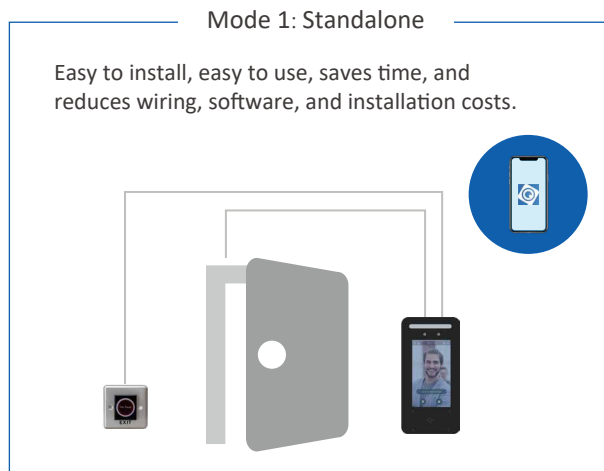 Mode 1: Standalone
Easy to install, easy to use, saves time, and
reduces wiring, software, and installation costs.
EXIT